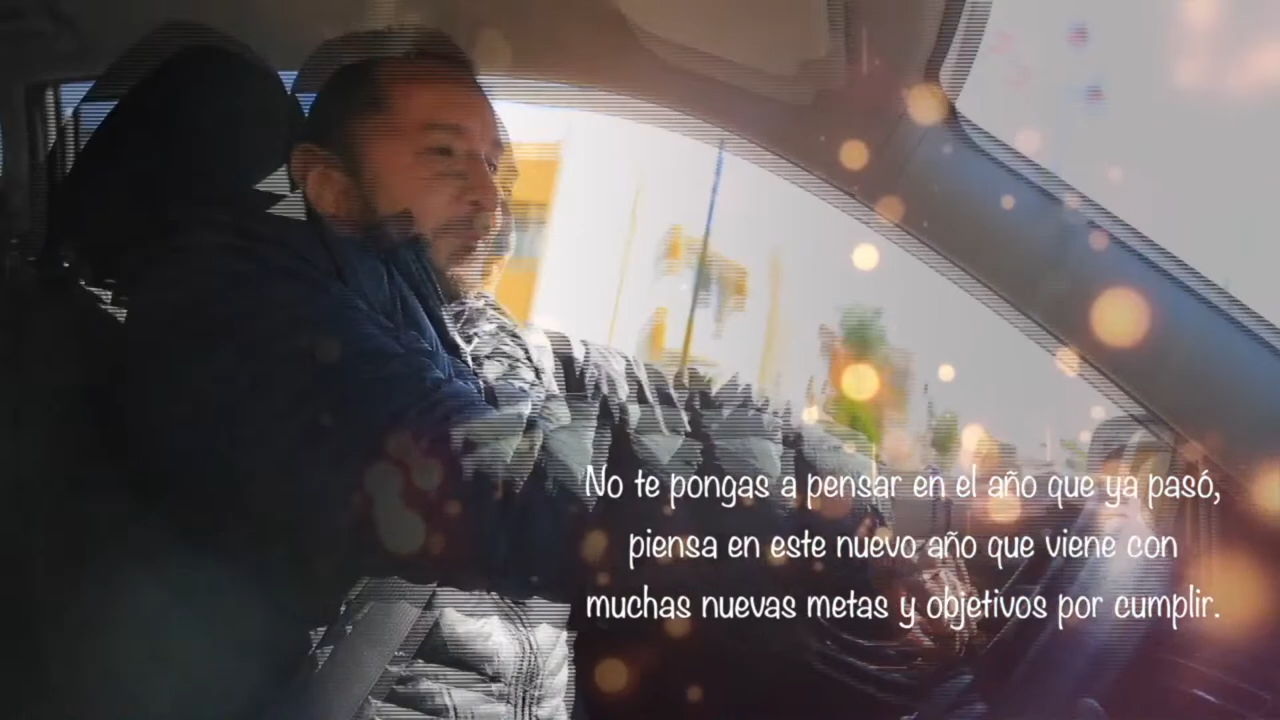 No te pongas a pensar en el año que ya pasó,
piensa en este nuevo año que viene con
muchas nuevas metas y objetivos por cumplir.